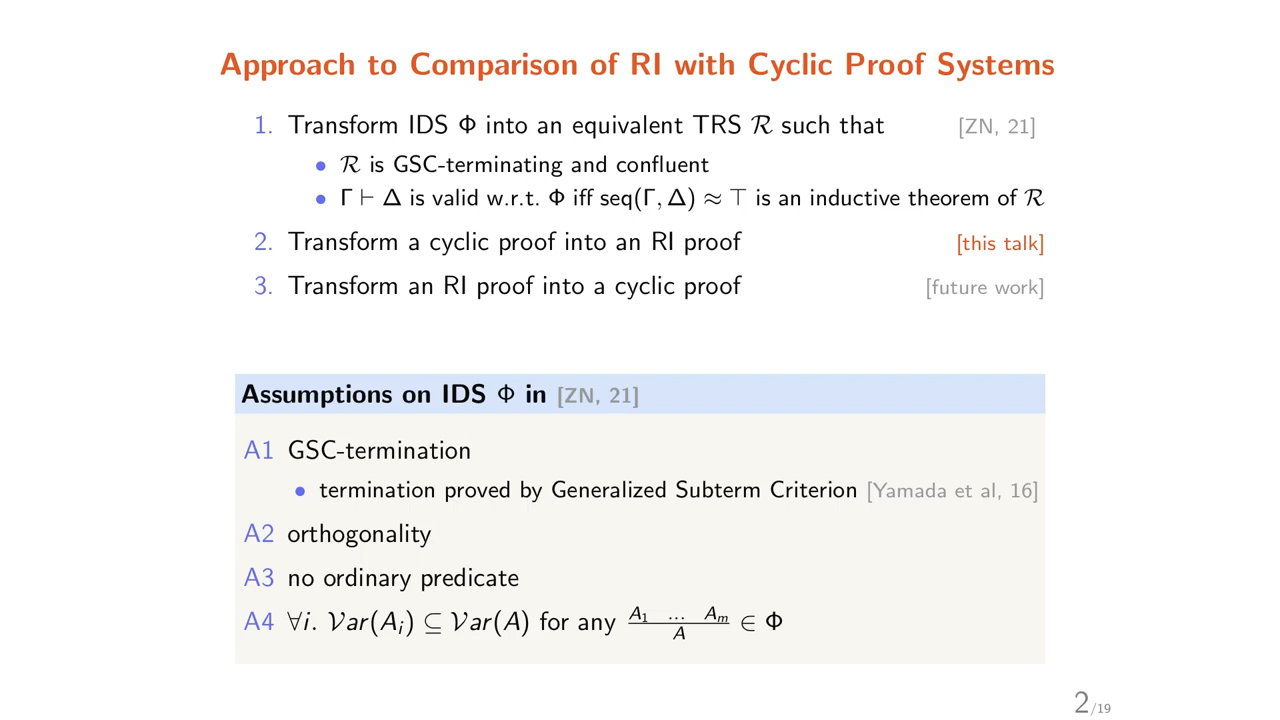 Approach to Comparison of RI with Cyclic Proof Systems
1. Transform IDS Φ into an equivalent TRS ℛ such that [ZN, 21]
• ℛ is GSC-terminating and confluent
• Γ ⊢ Δ is valid w.r.t. Φ iff seq(Γ, Δ) ≈ ⊤ is an inductive theorem of ℛ
2. Transform a cyclic proof into an RI proof [this talk]
3. Transform an RI proof into a cyclic proof [future work]
Assumptions on IDS Φ in [ZN, 21]
A1 GSC-termination
• termination proved by Generalized Subterm Criterion [Yamada et al, 16]
A2 orthogonality
A3 no ordinary predicate
A4 ∀i. 𝒱ar(Aᵢ) ⊆ 𝒱ar(A) for any A₁ ... Aₘ / A ∈ Φ
2/19